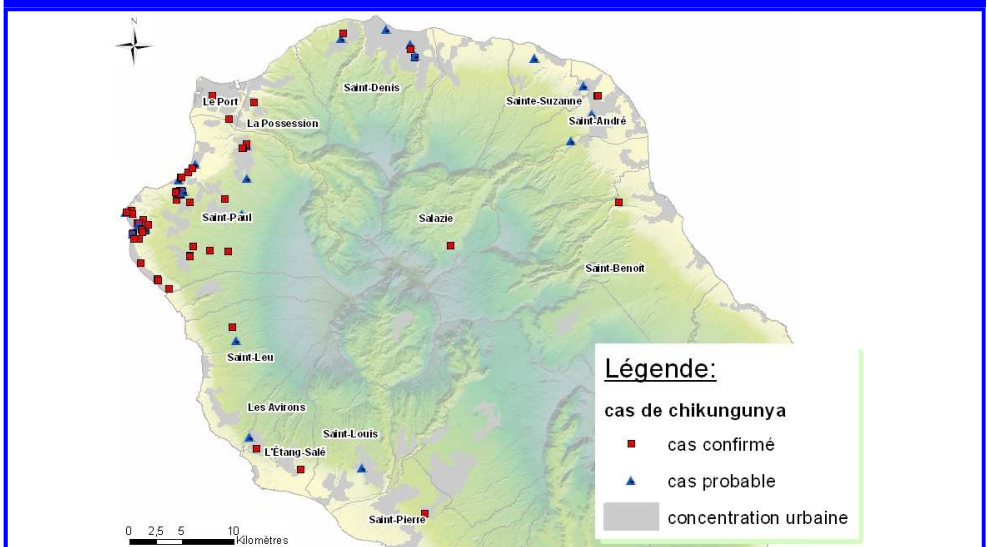 N
Saint-Denis
Le Port
La Possession
Sainte-Suzanne
Saint-André
Saint-Paul
Salazie
Saint-Benoit
Saint-Leu
Les Avirons
Saint-Louis
L'Étang-Salé
Saint-Pierre
0 2,5 5 10
Kilomètres
Légende:
cas de chikungunya
cas confirmé
cas probable
concentration urbaine